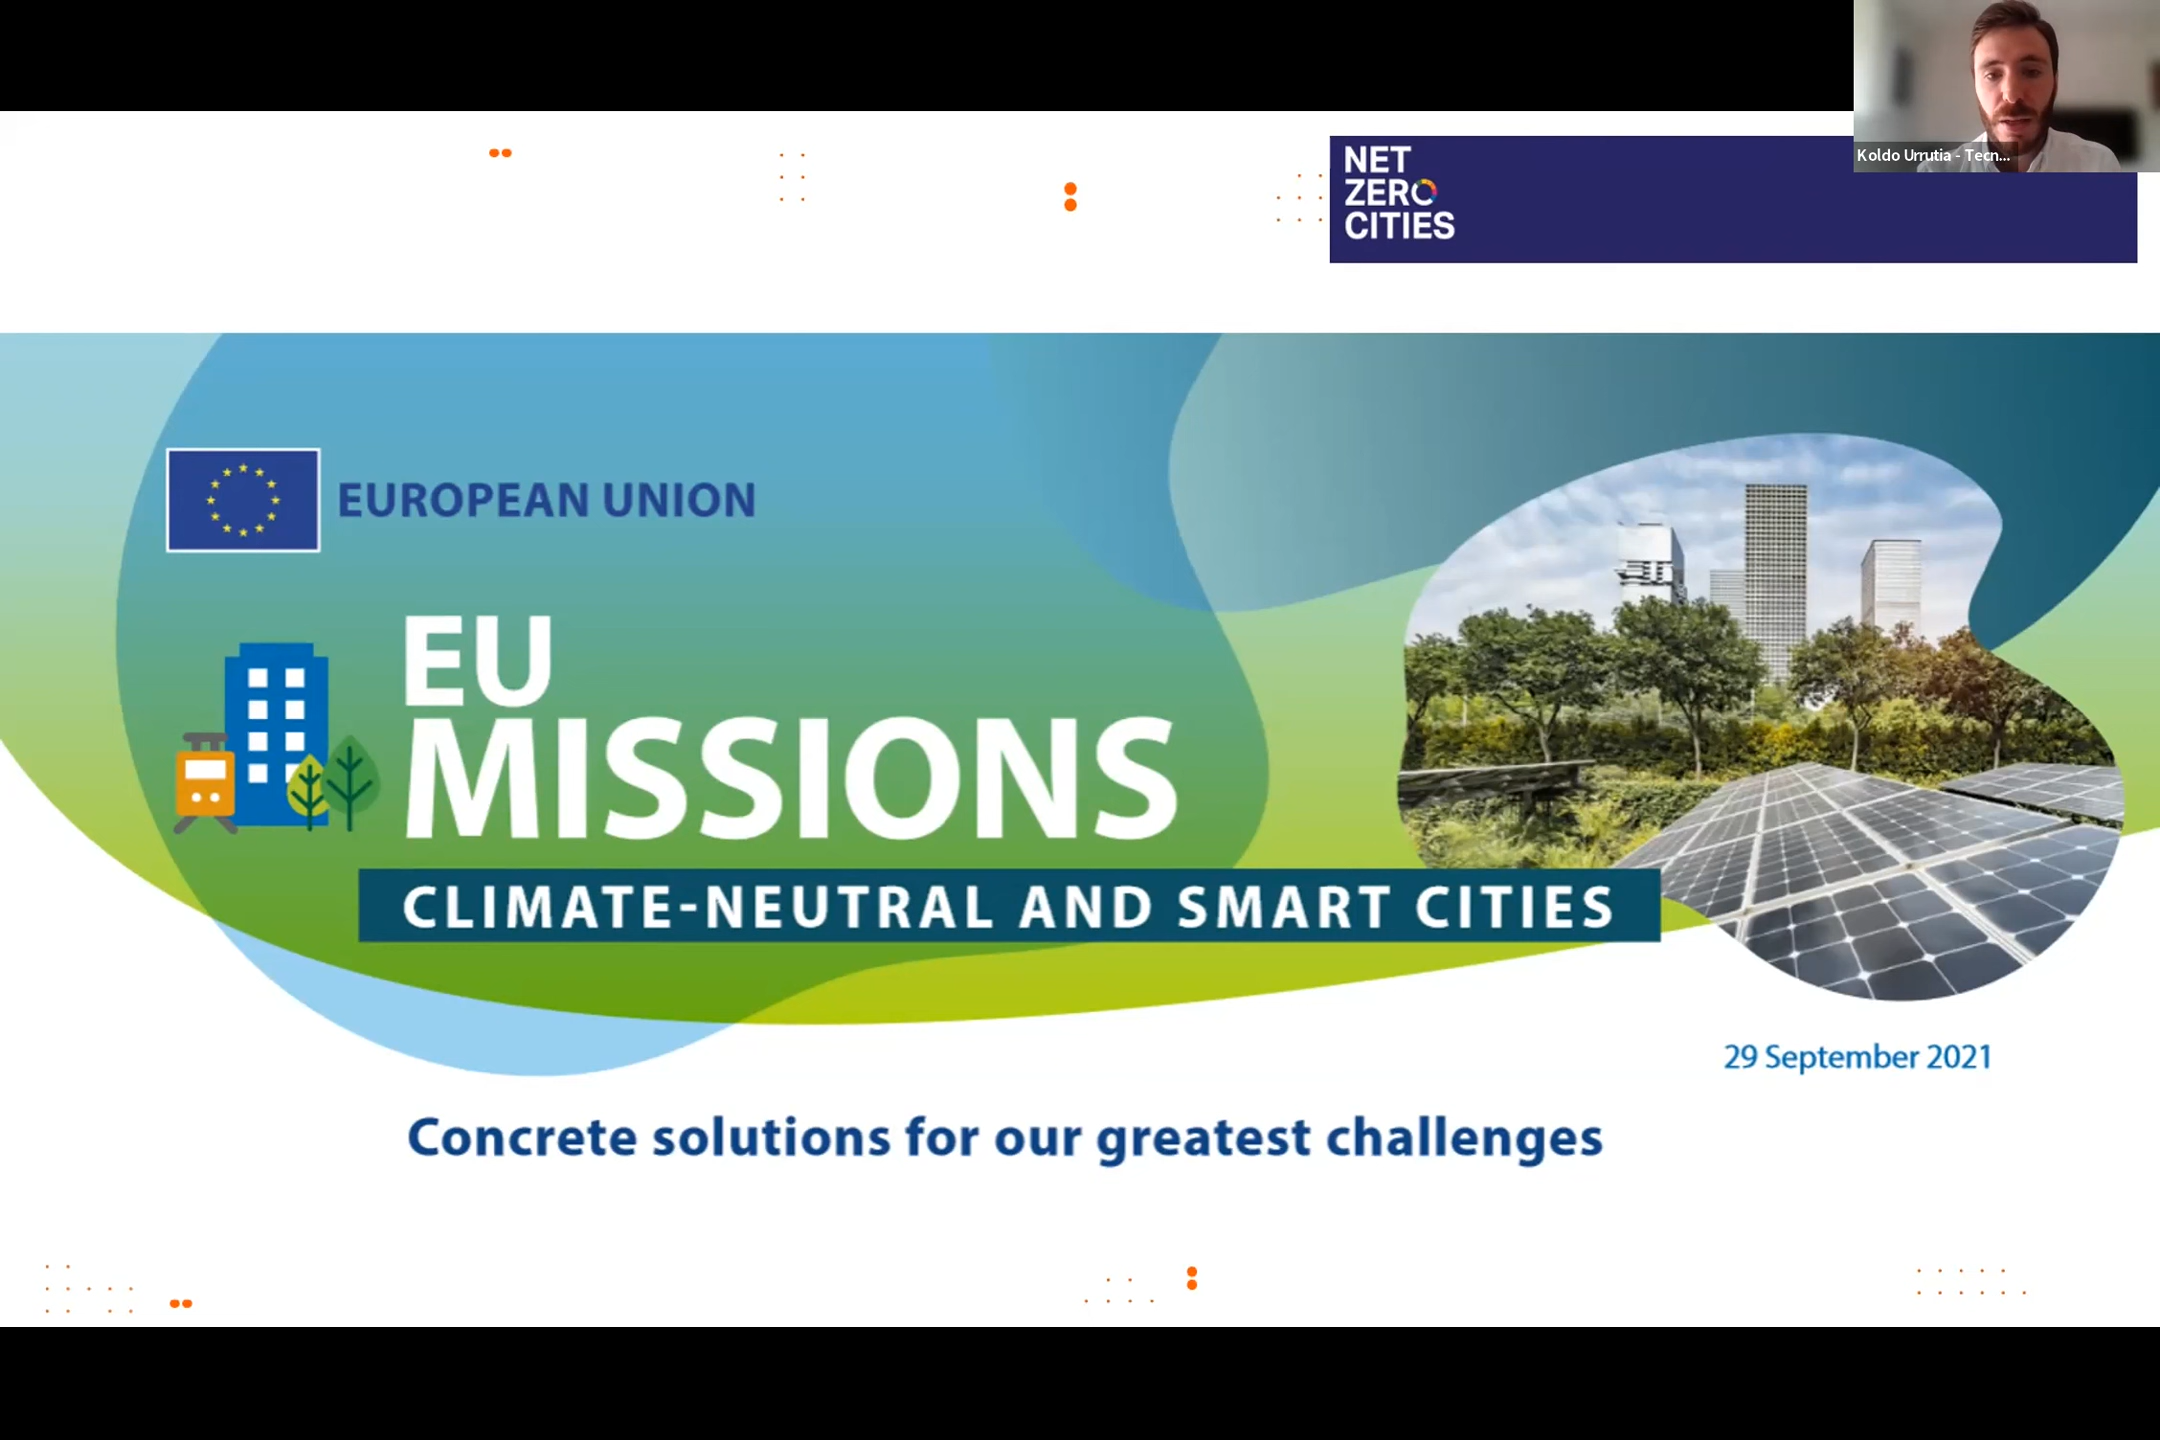 NET
ZERO
CITIES
Koldo Urrutia - Tecn...
EUROPEAN UNION
EU
MISSIONS
CLIMATE-NEUTRAL AND SMART CITIES
29 September 2021
Concrete solutions for our greatest challenges